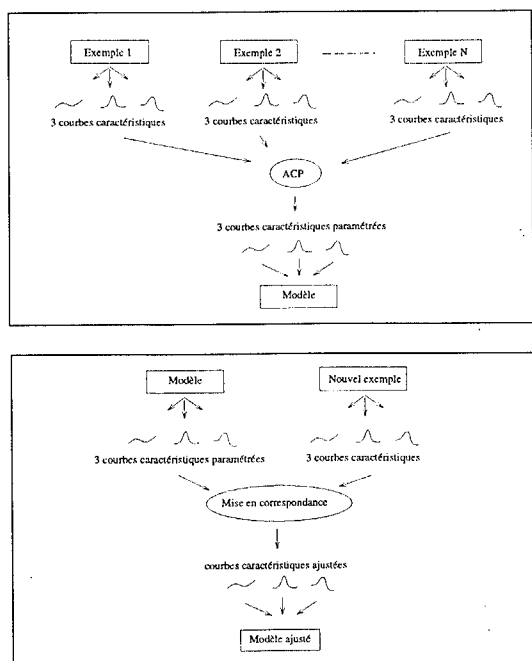 Exemple 1 Exemple 2 Exemple N
3 courbes caractéristiques 3 courbes caractéristiques 3 courbes caractéristiques
ACP
3 courbes caractéristiques paramétrées
Modèle
Modèle Nouvel exemple
3 courbes caractéristiques paramétrées 3 courbes caractéristiques
Mise en correspondance
courbes caractéristiques ajustées
Modèle ajusté